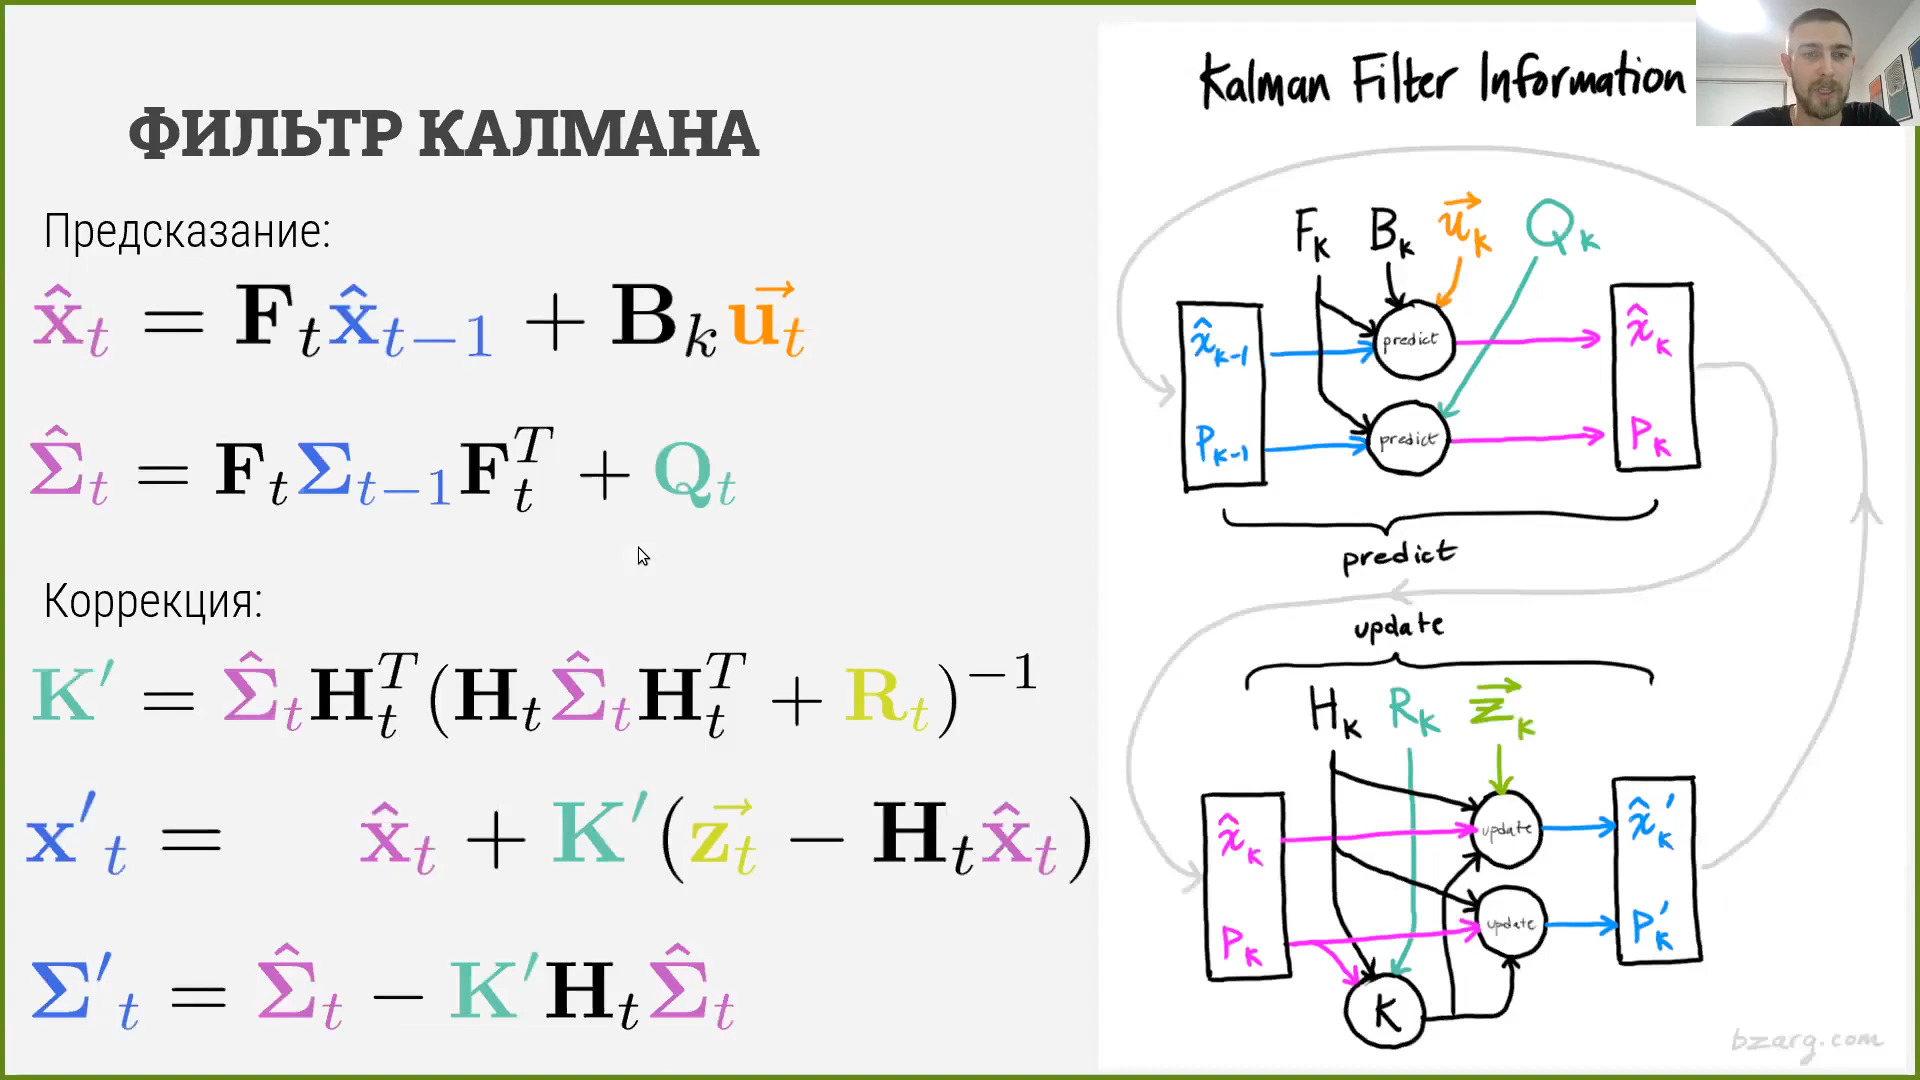 ФИЛЬТР КАЛМАНА
Предсказание:
x̂_t = F_t x̂_{t−1} + B_k u⃗_t
Σ̂_t = F_t Σ_{t−1} F_t^T + Q_t
Коррекция:
K′ = Σ̂_t H_t^T (H_t Σ̂_t H_t^T + R_t)^{−1}
x′_t = x̂_t + K′(z⃗_t − H_t x̂_t)
Σ′_t = Σ̂_t − K′H_t Σ̂_t
Kalman Filter Information
F_k B_k u⃗_k Q_k
x̂_{k-1} predict x̂_k
P_{k-1} predict P_k
predict
update
H_k R_k z⃗_k
x̂_k update x̂_k′
P_k update P_k′
K
bzarg.com